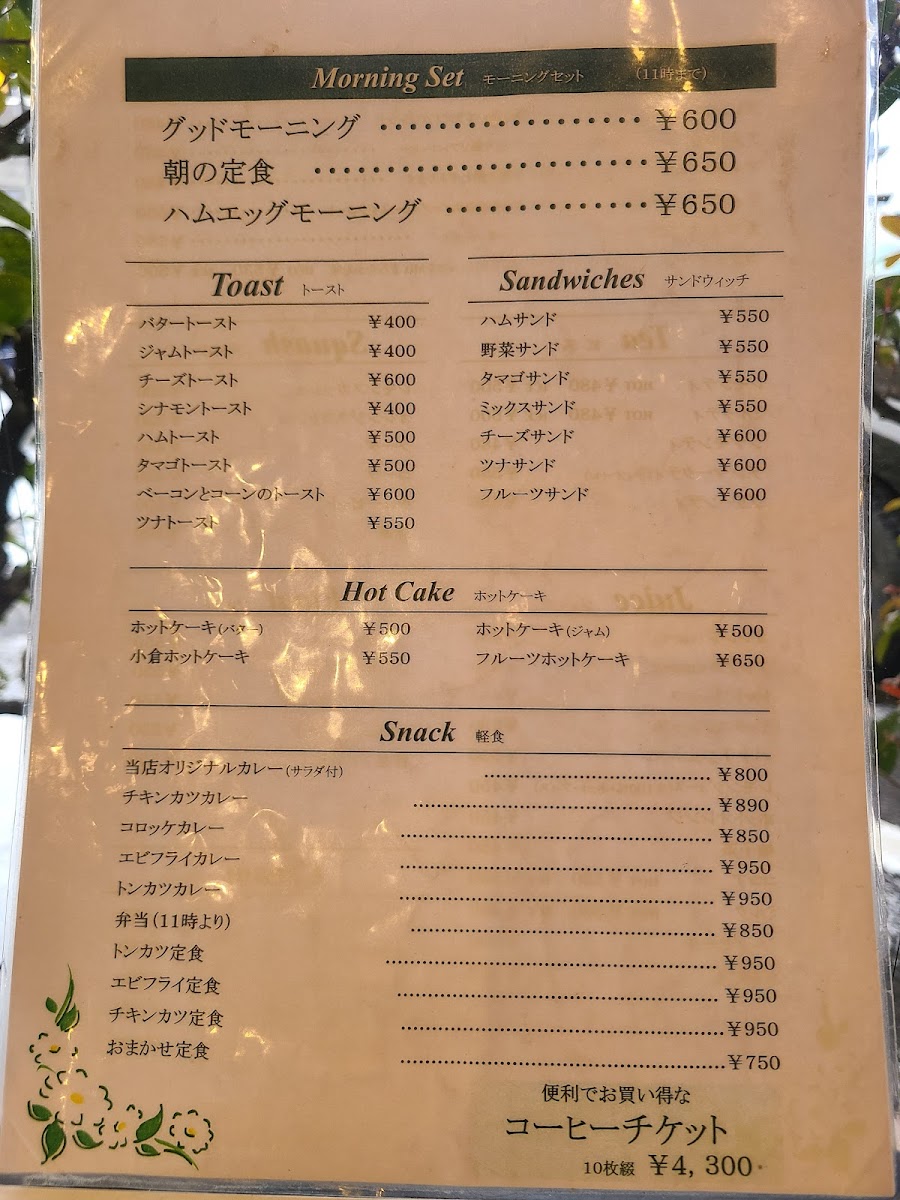 Morning Set モーニングセット (11時まで)
グッドモーニング ¥600
朝の定食 ¥650
ハムエッグモーニング ¥650
Toast トースト
バタートースト ¥400
ジャムトースト ¥400
チーズトースト ¥600
シナモントースト ¥400
ハムトースト ¥500
タマゴトースト ¥500
ベーコンとコーンのトースト ¥600
ツナトースト ¥550
Sandwiches サンドウィッチ
ハムサンド ¥550
野菜サンド ¥550
タマゴサンド ¥550
ミックスサンド ¥550
チーズサンド ¥600
ツナサンド ¥600
フルーツサンド ¥600
Hot Cake ホットケーキ
ホットケーキ(バター) ¥500
ホットケーキ(ジャム) ¥500
小倉ホットケーキ ¥550
フルーツホットケーキ ¥650
Snack 軽食
当店オリジナルカレー(サラダ付) ¥800
チキンカツカレー ¥890
コロッケカレー ¥850
エビフライカレー ¥950
トンカツカレー ¥950
弁当(11時より) ¥850
トンカツ定食 ¥950
エビフライ定食 ¥950
チキンカツ定食 ¥950
おまかせ定食 ¥750
便利でお買い得な
コーヒーチケット
10枚綴 ¥4, 300